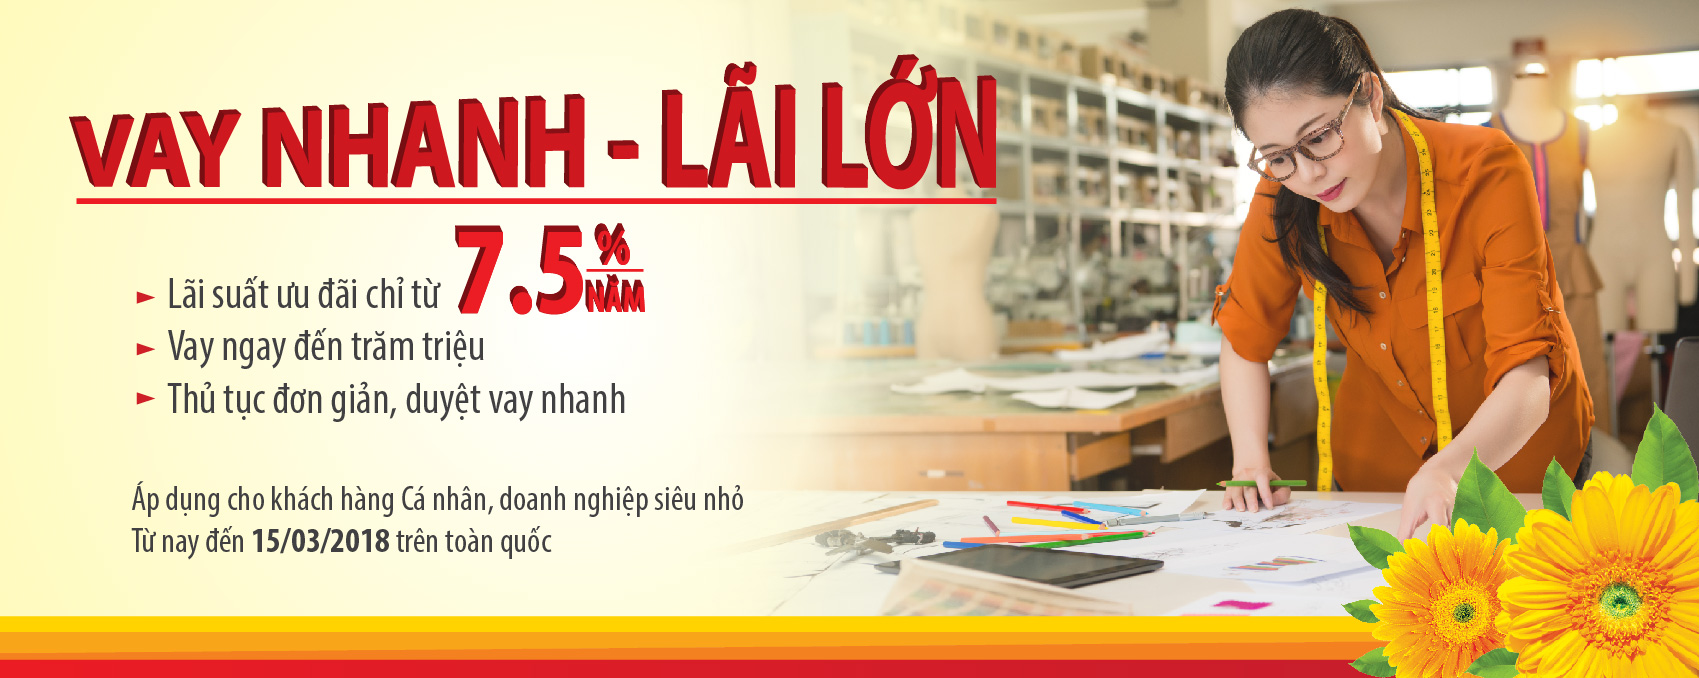 VAY NHANH - LÃI LỚN
► Lãi suất ưu đãi chỉ từ 7.5%/NĂM
► Vay ngay đến trăm triệu
► Thủ tục đơn giản, duyệt vay nhanh
Áp dụng cho khách hàng Cá nhân, doanh nghiệp siêu nhỏ
Từ nay đến 15/03/2018 trên toàn quốc